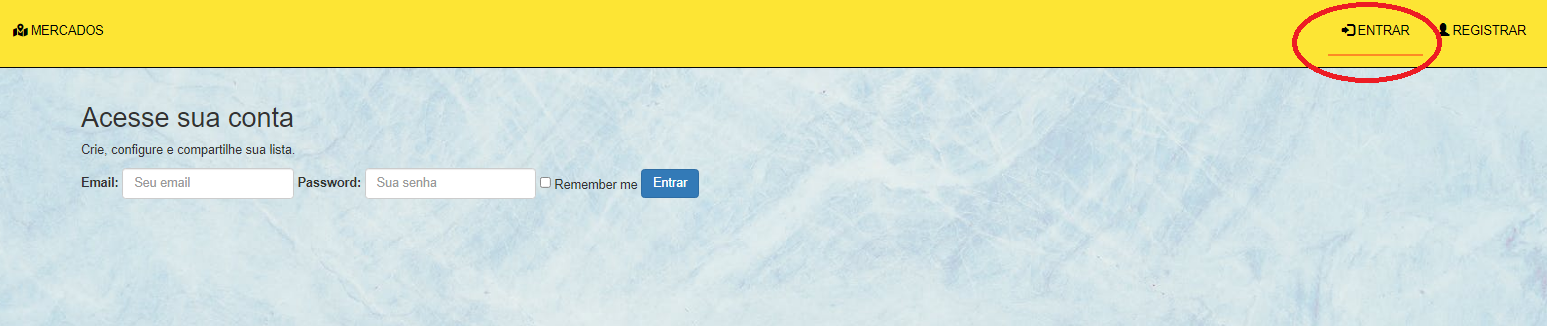 MERCADOS ENTRAR REGISTRAR
Acesse sua conta
Crie, configure e compartilhe sua lista.
Email: Seu email Password: Sua senha Remember me Entrar